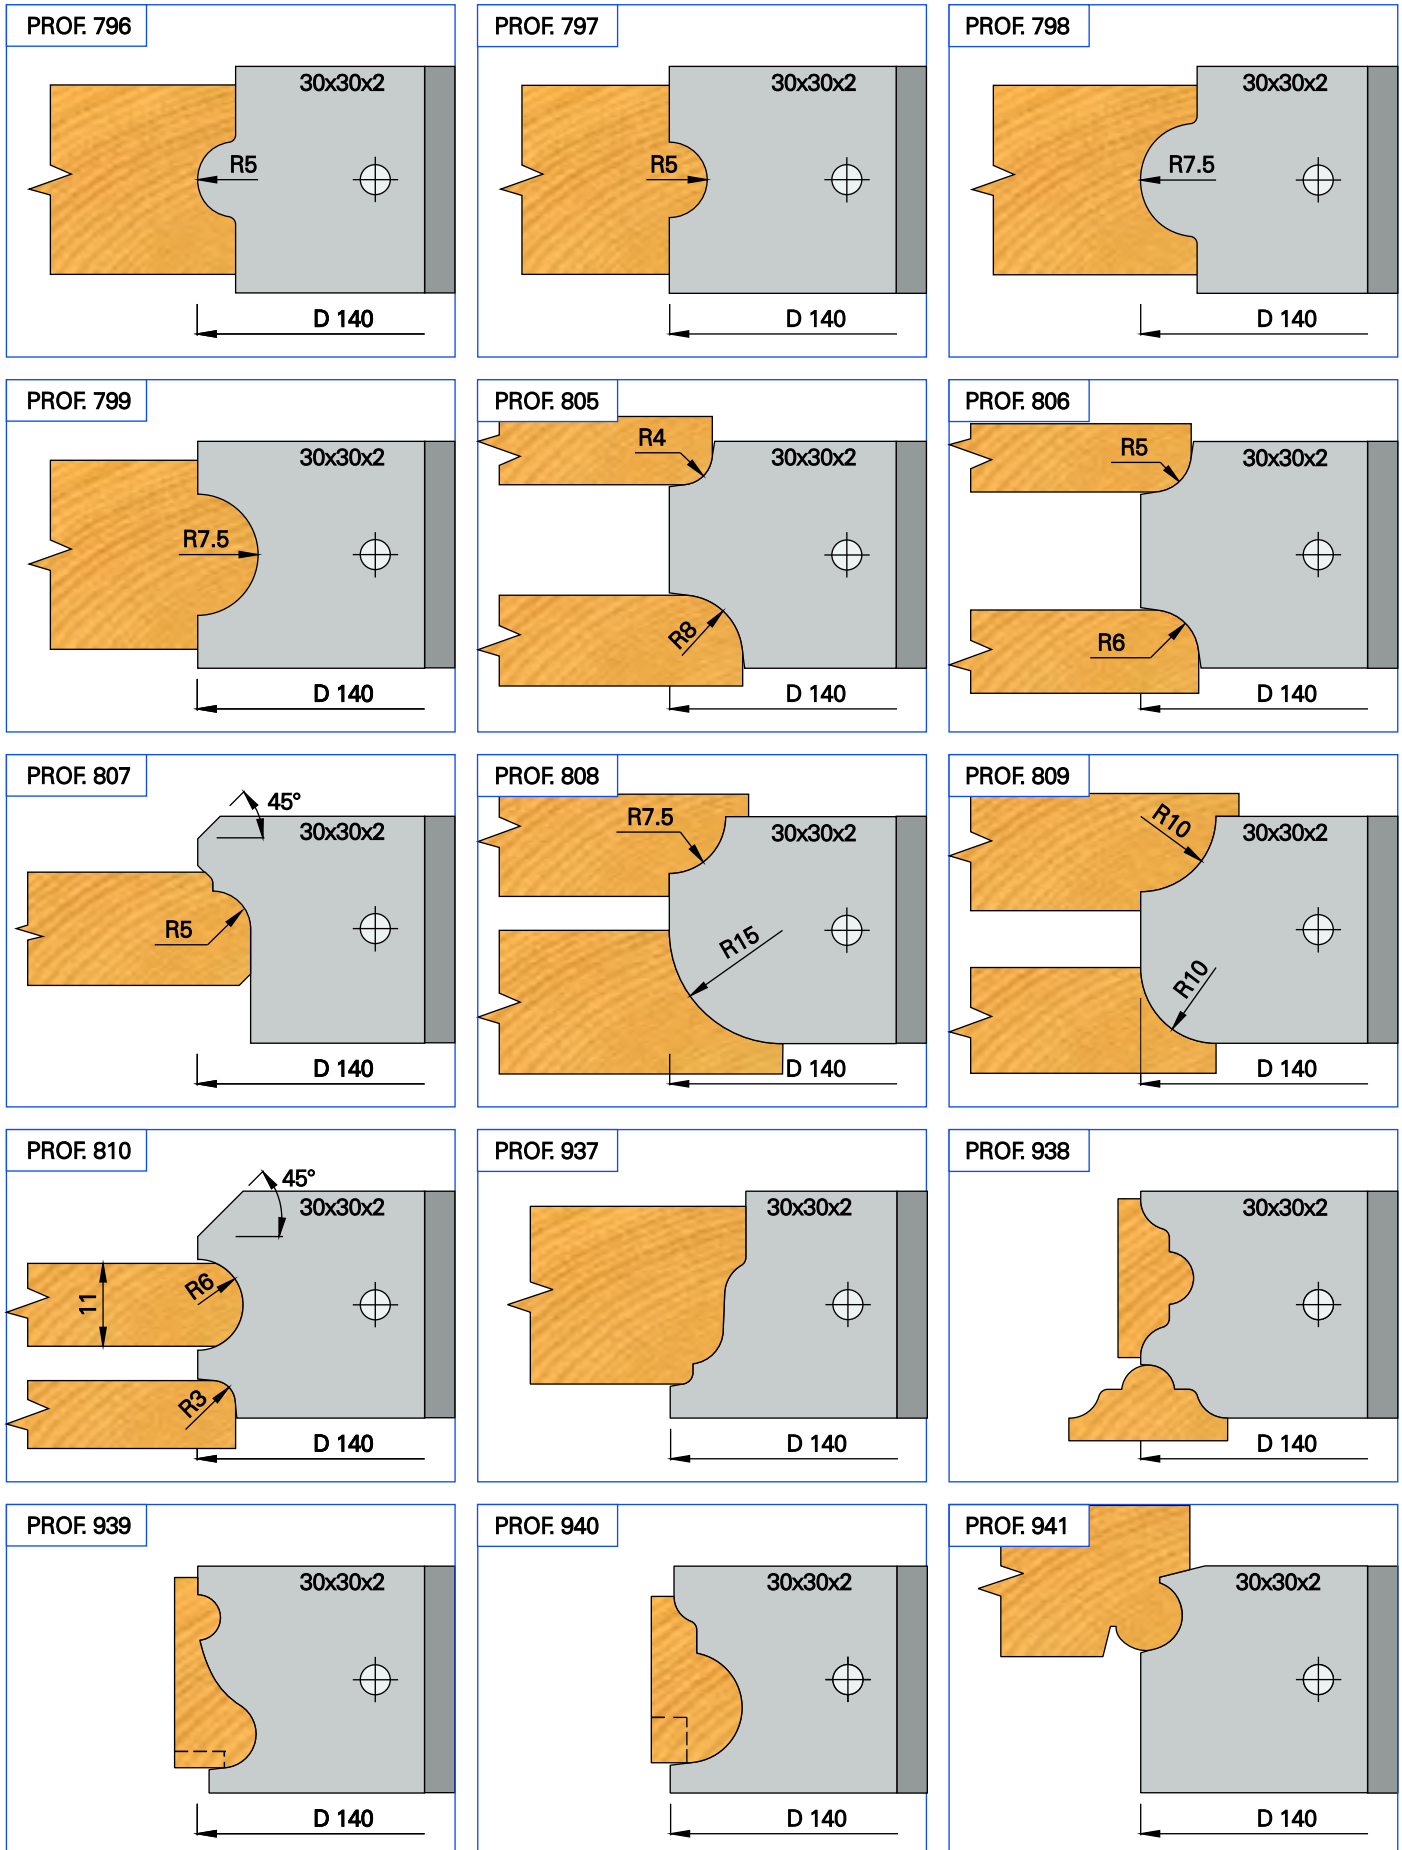 PROF. 796
30x30x2
R5
D 140
PROF. 797
30x30x2
R5
D 140
PROF. 798
30x30x2
R7.5
D 140
PROF. 799
30x30x2
R7.5
D 140
PROF. 805
R4
30x30x2
R8
D 140
PROF. 806
R5
30x30x2
R6
D 140
PROF. 807
45°
30x30x2
R5
D 140
PROF. 808
R7.5
30x30x2
R15
D 140
PROF. 809
R10
30x30x2
R10
D 140
PROF. 810
45°
30x30x2
R6
11
R3
D 140
PROF. 937
30x30x2
D 140
PROF. 938
30x30x2
D 140
PROF. 939
30x30x2
D 140
PROF. 940
30x30x2
D 140
PROF. 941
30x30x2
D 140